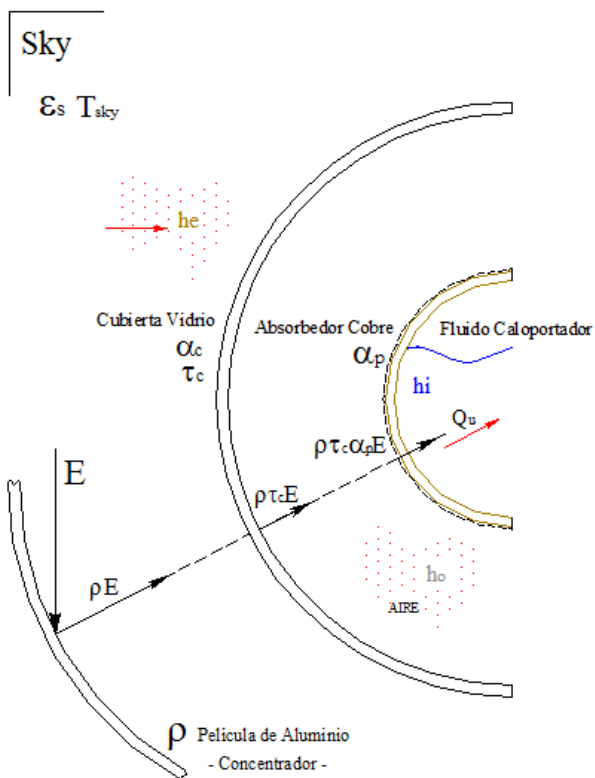 Sky
εs Tsky
he
Cubierta Vidrio
αc
τc
Absorbedor Cobre
αp
Fluido Caloportador
hi
Qu
ρτcαpE
E
ρτcE
ρE
ho
AIRE
ρ Película de Aluminio
- Concentrador -